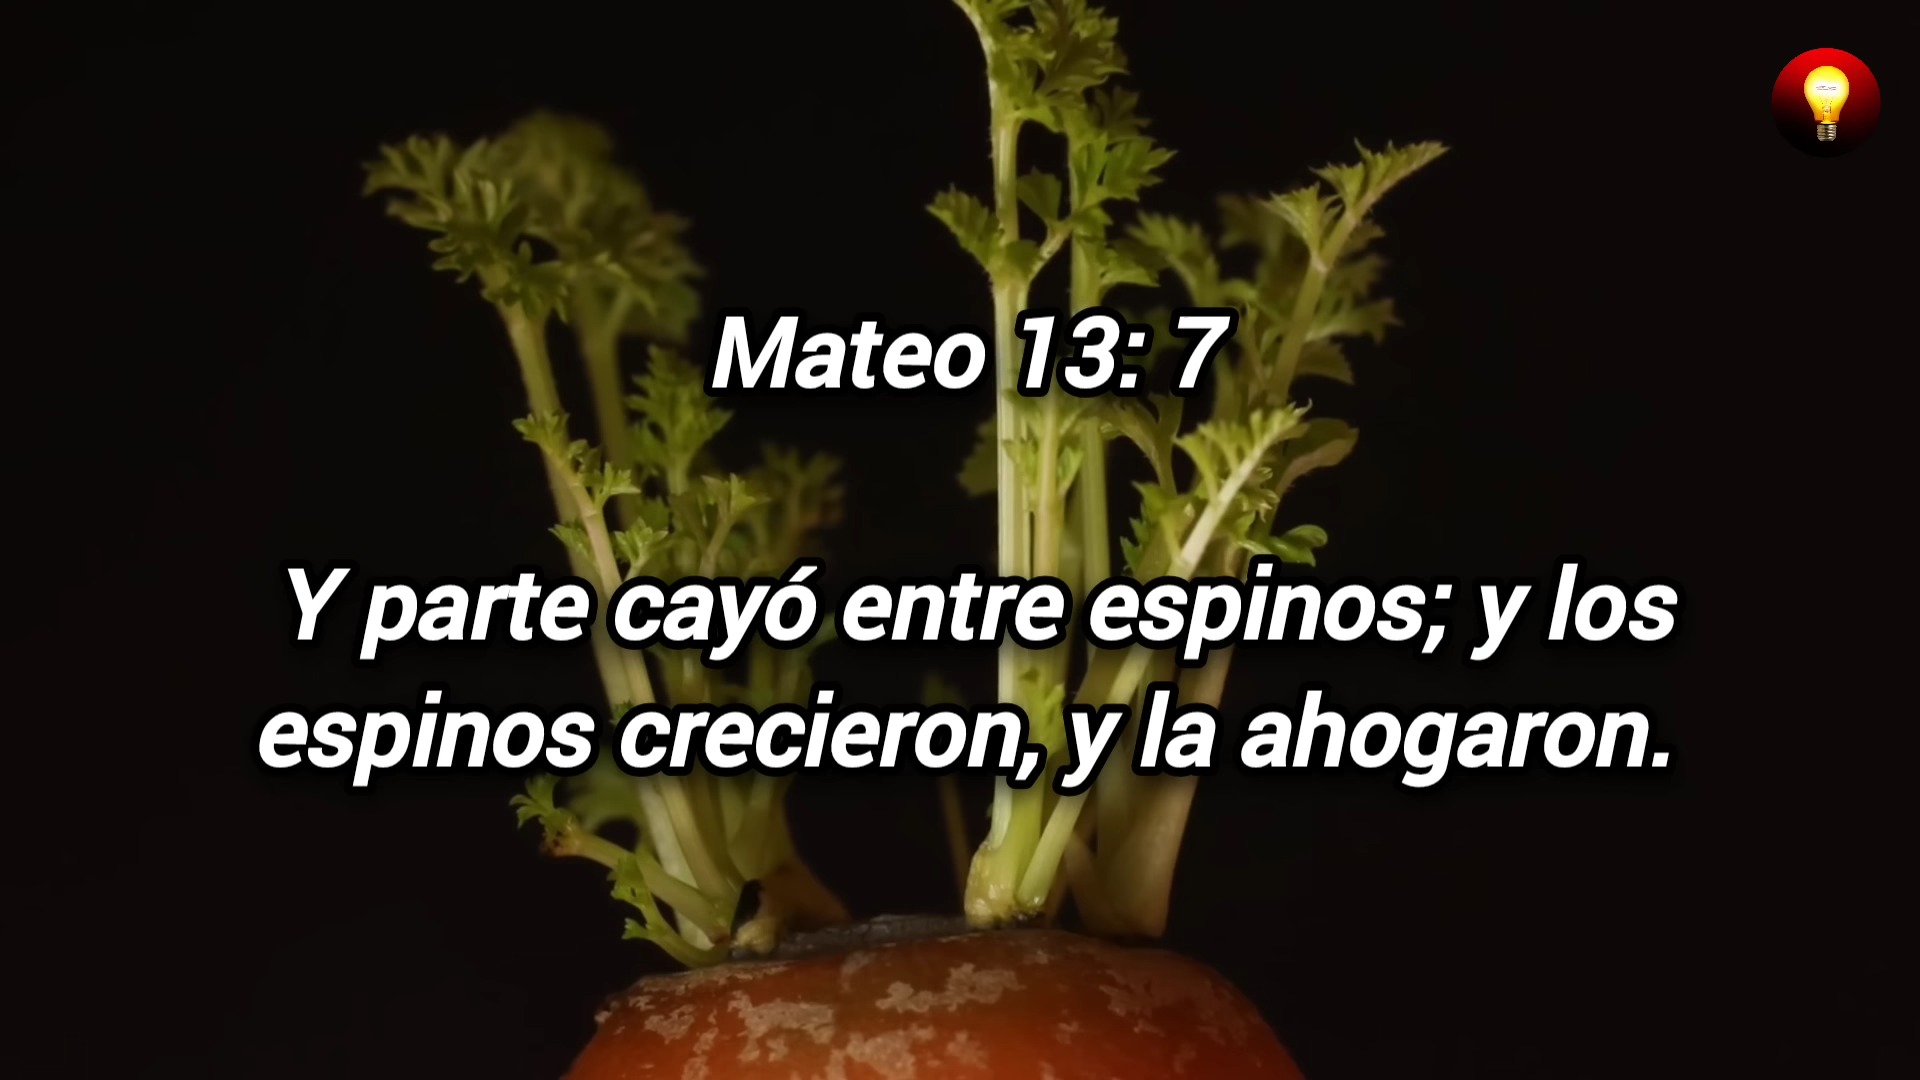 Mateo 13: 7
Y parte cayó entre espinos; y los
espinos crecieron, y la ahogaron.